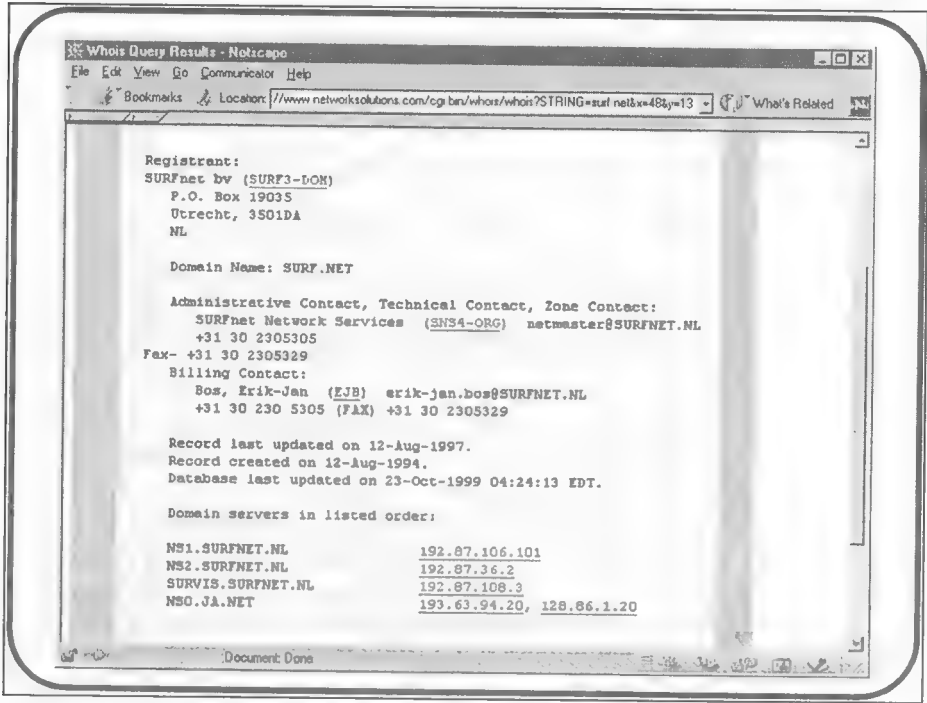 Whois Query Results - Netscape
File Edit View Go Communicator Help
Bookmarks Location: //www.networksolutions.com/cgi-bin/whois/whois?STRING=surf.net&x=48&y=13 What's Related
Registrant:
SURFnet bv (SURF3-DOM)
P.O. Box 19035
Utrecht, 3501DA
NL
Domain Name: SURF.NET
Administrative Contact, Technical Contact, Zone Contact:
SURFnet Network Services (SNS4-ORG) netmaster@SURFNET.NL
+31 30 2305305
Fax- +31 30 2305329
Billing Contact:
Bos, Erik-Jan (EJB) erik-jan.bos@SURFNET.NL
+31 30 230 5305 (FAX) +31 30 2305329
Record last updated on 12-Aug-1997.
Record created on 12-Aug-1994.
Database last updated on 23-Oct-1999 04:24:13 EDT.
Domain servers in listed order:
NS1.SURFNET.NL 192.87.106.101
NS2.SURFNET.NL 192.87.36.2
SURVIS.SURFNET.NL 192.87.108.3
NS0.JA.NET 193.63.94.20, 128.86.1.20
Document: Done